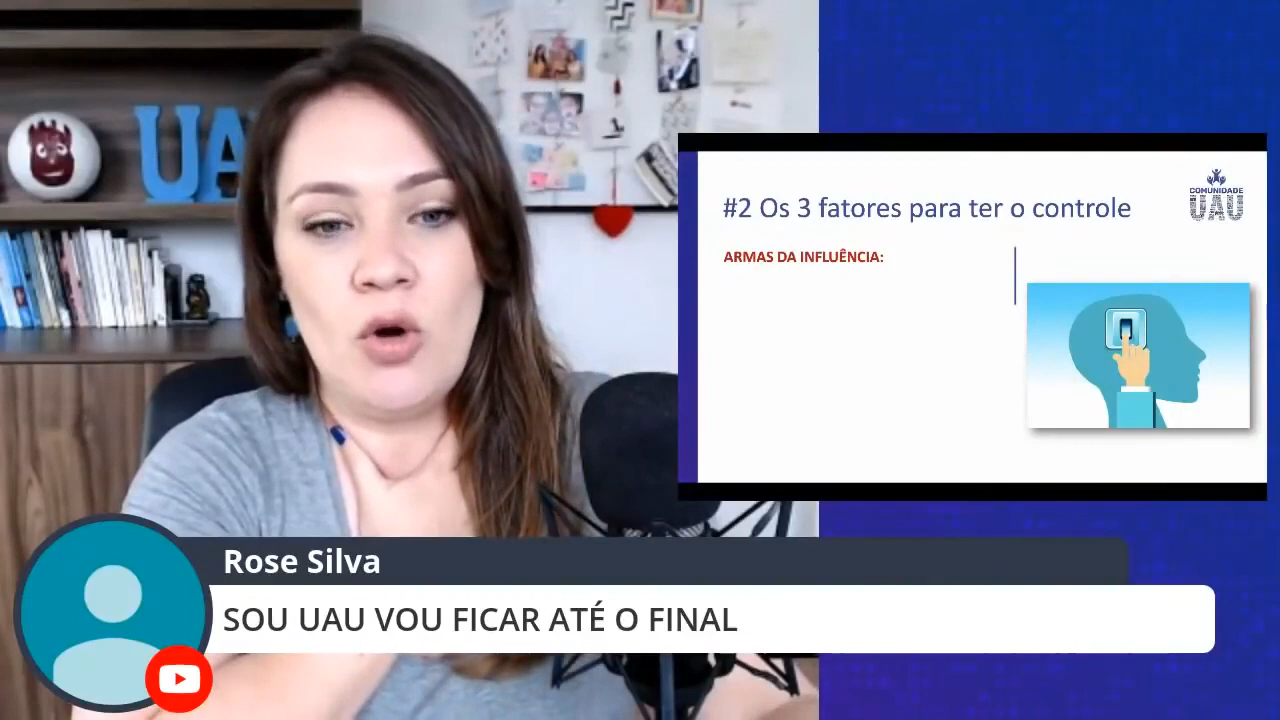 UA
#2 Os 3 fatores para ter o controle
COMUNIDADE
UAU
ARMAS DA INFLUÊNCIA:
Rose Silva
SOU UAU VOU FICAR ATÉ O FINAL